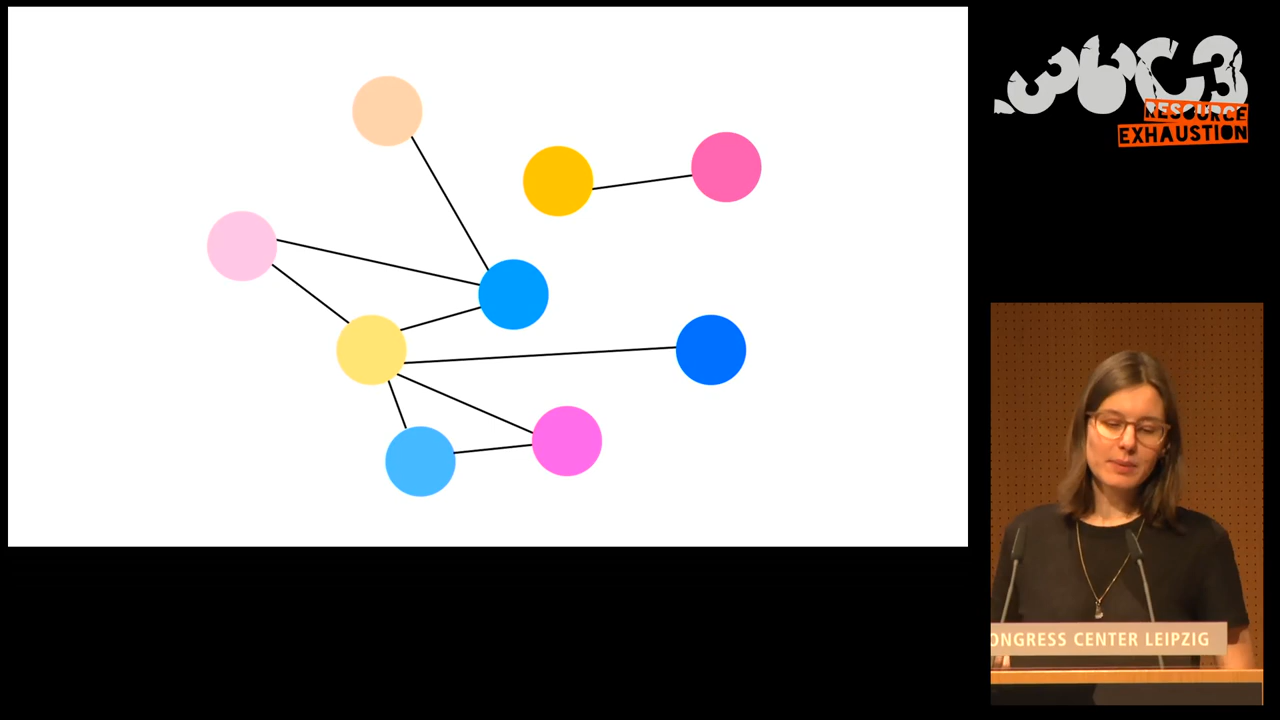 36C3
RESOURCE
EXHAUSTION
ONGRESS CENTER LEIPZIG